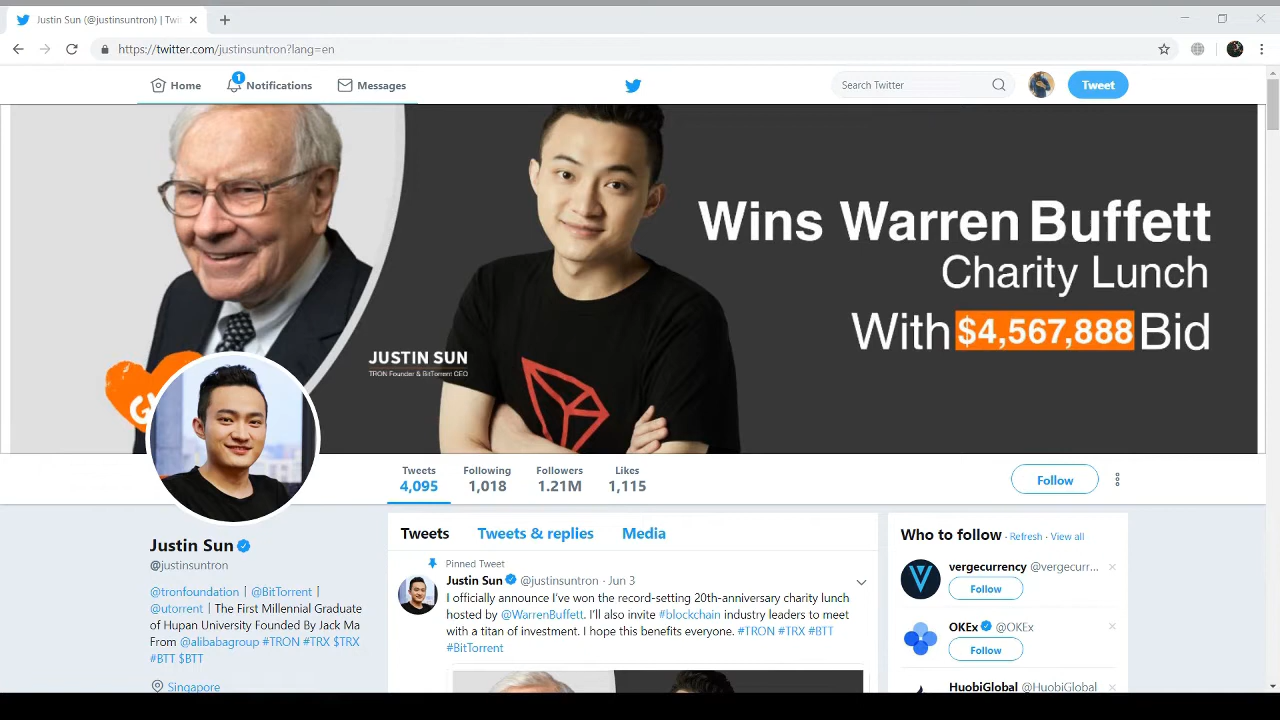 Justin Sun (@justinsuntron) | Twi
https://twitter.com/justinsuntron?lang=en
Home
1
Notifications
Messages
Search Twitter
Tweet
Wins Warren Buffett
Charity Lunch
With $4,567,888 Bid
JUSTIN SUN
TRON Founder & BitTorrent CEO
Tweets
4,095
Following
1,018
Followers
1.21M
Likes
1,115
Follow
Justin Sun
@justinsuntron
@tronfoundation | @BitTorrent |
@utorrent | The First Millennial Graduate
of Hupan University Founded By Jack Ma
From @alibabagroup #TRON #TRX $TRX
#BTT $BTT
Singapore
Tweets
Tweets & replies
Media
Pinned Tweet
Justin Sun @justinsuntron · Jun 3
I officially announce I've won the record-setting 20th-anniversary charity lunch
hosted by @WarrenBuffett. I'll also invite #blockchain industry leaders to meet
with a titan of investment. I hope this benefits everyone. #TRON #TRX #BTT
#BitTorrent
Who to follow · Refresh · View all
vergecurrency @vergecurr...
Follow
OKEx @OKEx
Follow
HuobiGlobal @HuobiGlobal